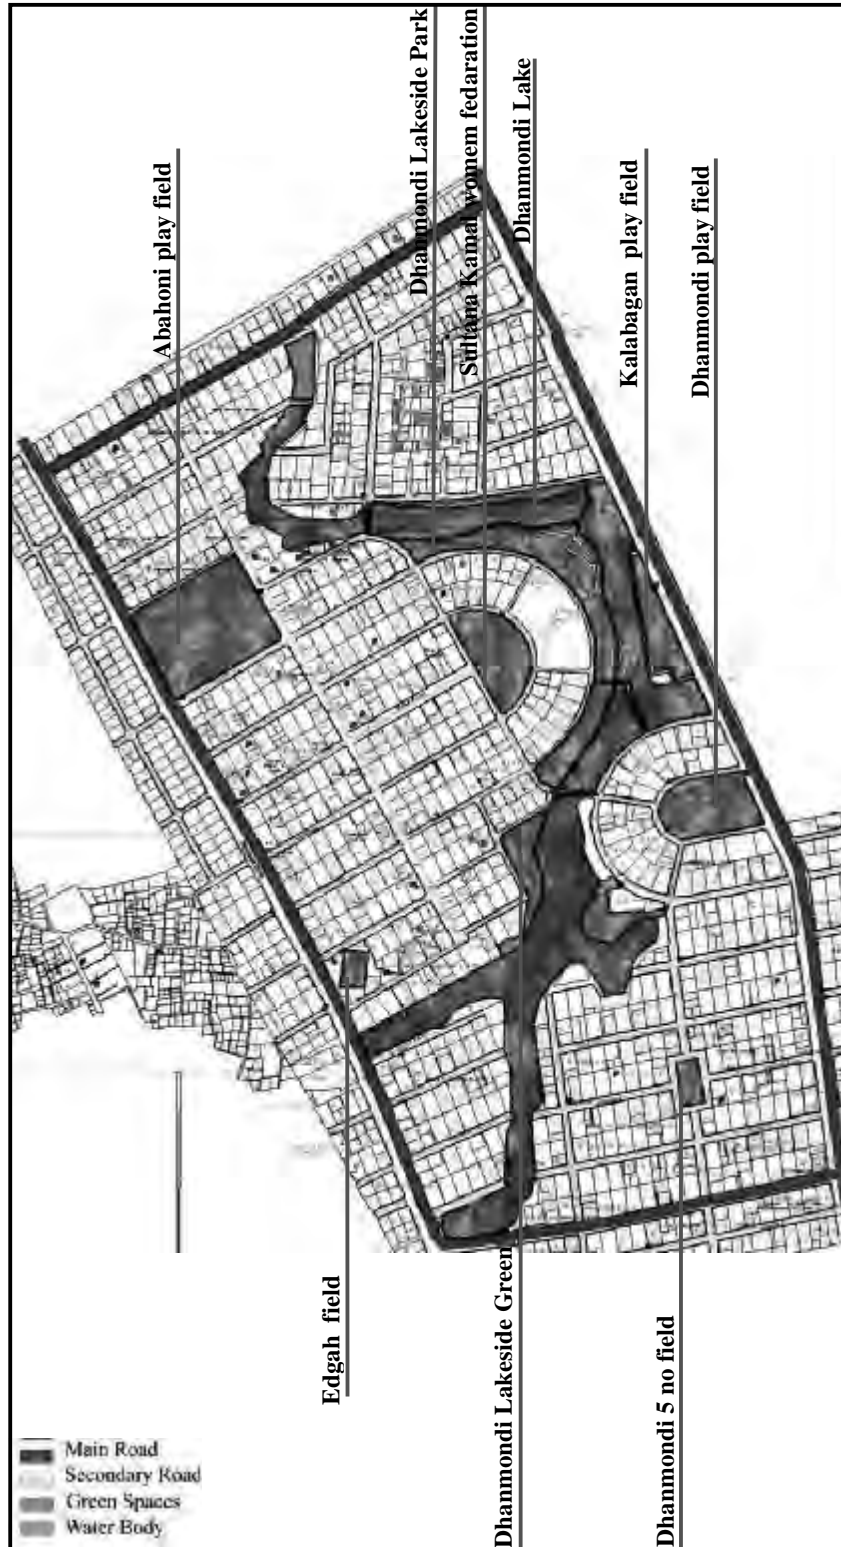 Abahoni play field
Dhanmondi Lakeside Park
Sultana Kamal womem fedaration
Dhanmondi Lake
Kalabagan play field
Dhanmondi play field
Edgah field
Dhanmondi Lakeside Green
Dhanmondi 5 no field
Main Road
Secondary Road
Green Spaces
Water Body